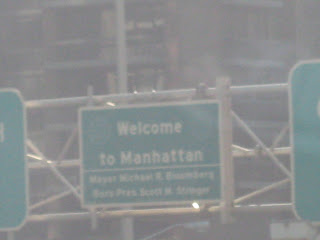 Welcome
to Manhattan
Mayor Michael R. Bloomberg
Boro Pres. Scott M. Stringer